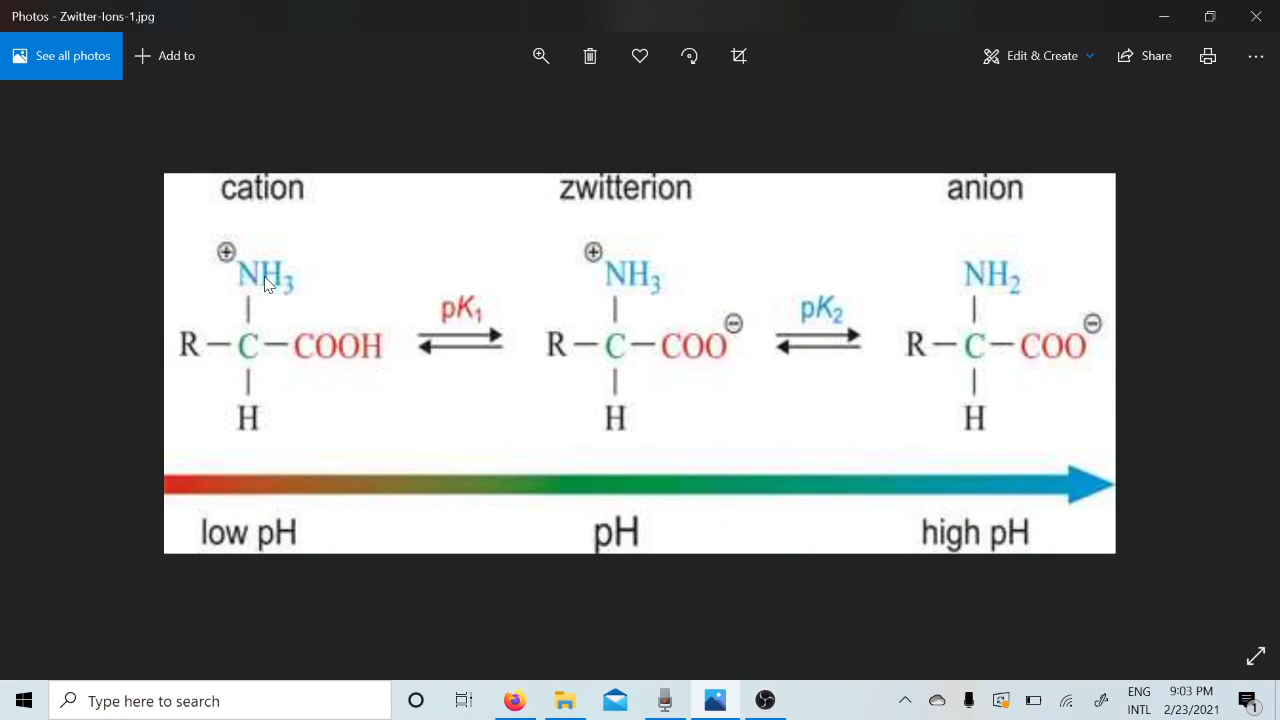 Photos - Zwitter-Ions-1.jpg
See all photos
Add to
Edit & Create
Share
cation zwitterion anion
⊕ ⊕
NH₃ NH₃ NH₂
pK₁ pK₂
⊖ ⊖
R–C–COOH R–C–COO R–C–COO
H H H
low pH pH high pH
Type here to search
ENG 9:03 PM
INTL 2/23/2021
1